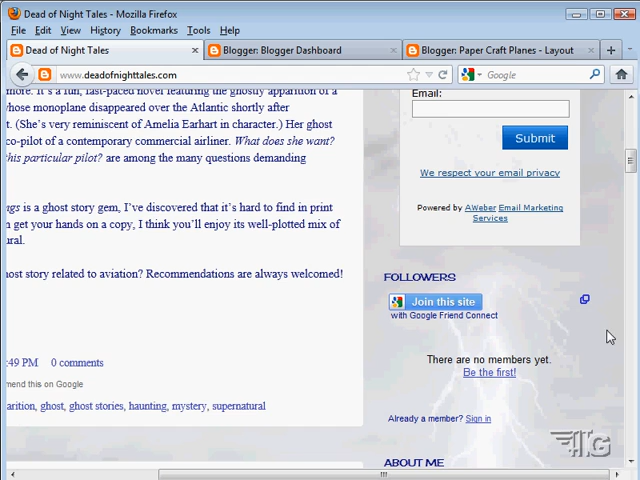 Dead of Night Tales - Mozilla Firefox
File Edit View History Bookmarks Tools Help
Dead of Night Tales × Blogger: Blogger Dashboard × Blogger: Paper Craft Planes - Layout ×
www.deadofnighttales.com Google
more. It's a fun, fast-paced novel featuring the ghostly apparition of a
whose monoplane disappeared over the Atlantic shortly after
t. (She's very reminiscent of Amelia Earhart in character.) Her ghost
co-pilot of a contemporary commercial airliner. What does she want?
this particular pilot? are among the many questions demanding
ngs is a ghost story gem, I've discovered that it's hard to find in print
n get your hands on a copy, I think you'll enjoy its well-plotted mix of
ural.
host story related to aviation? Recommendations are always welcomed!
:49 PM 0 comments
mend this on Google
arition, ghost, ghost stories, haunting, mystery, supernatural
Email:
Submit
We respect your email privacy
Powered by AWeber Email Marketing
Services
FOLLOWERS
Join this site
with Google Friend Connect
There are no members yet.
Be the first!
Already a member? Sign in
ABOUT ME